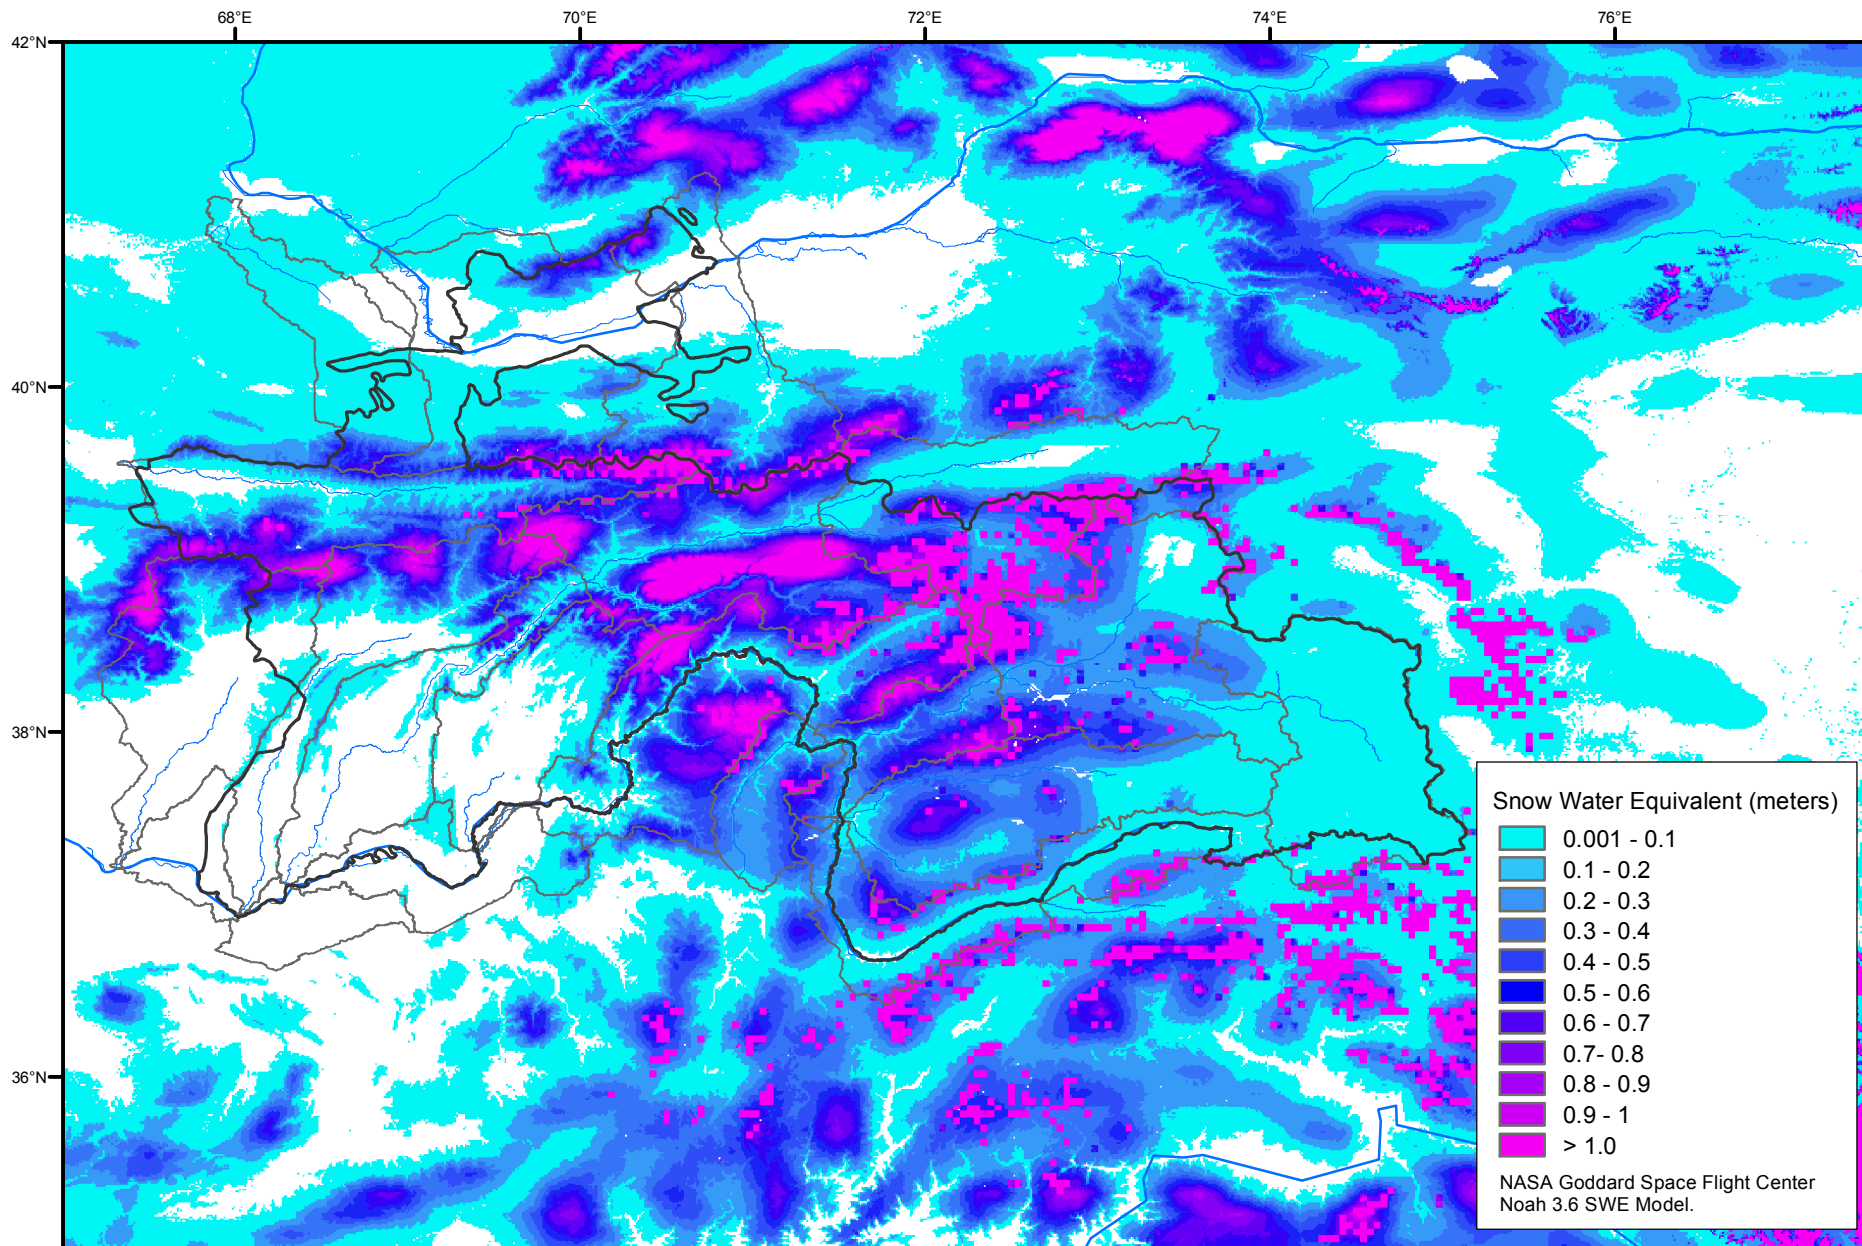 68°E 70°E 72°E 74°E 76°E
42°N
40°N
38°N
36°N
Snow Water Equivalent (meters)
0.001 - 0.1
0.1 - 0.2
0.2 - 0.3
0.3 - 0.4
0.4 - 0.5
0.5 - 0.6
0.6 - 0.7
0.7- 0.8
0.8 - 0.9
0.9 - 1
> 1.0
NASA Goddard Space Flight Center
Noah 3.6 SWE Model.